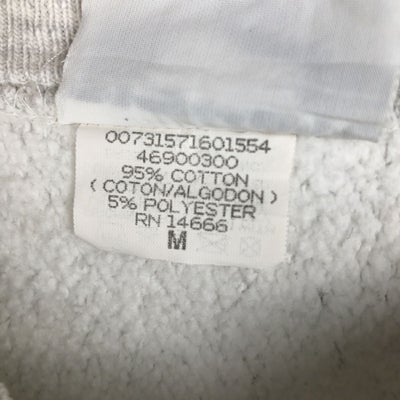 00731571601554
46900300
95% COTTON
( COTON/ALGODON )
5% POLYESTER
RN 14666
M